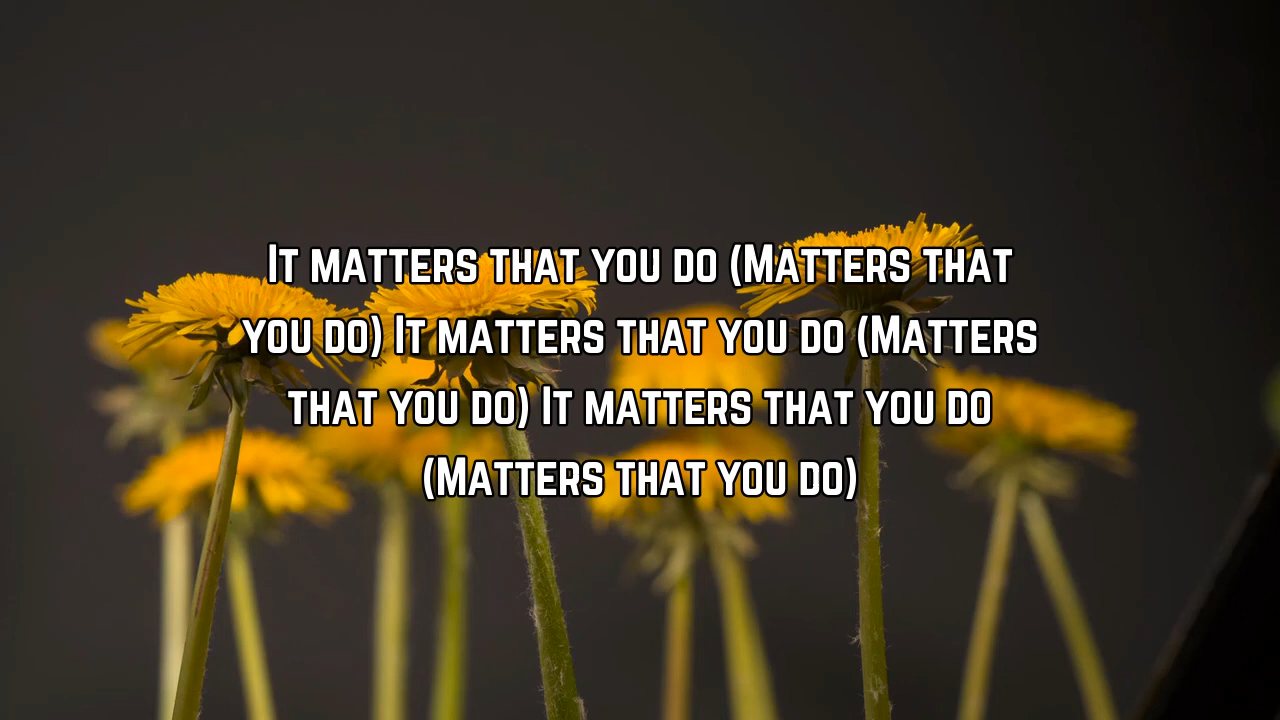 It matters that you do (Matters that
you do) It matters that you do (Matters
that you do) It matters that you do
(Matters that you do)